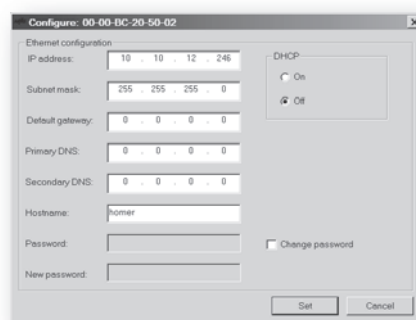 Configure: 00-00-BC-20-50-02
Ethernet configuration
IP address: 10 . 10 . 12 . 246
Subnet mask: 255 . 255 . 255 . 0
Default gateway: 0 . 0 . 0 . 0
Primary DNS: 0 . 0 . 0 . 0
Secondary DNS: 0 . 0 . 0 . 0
Hostname: homer
Password:
New password:
DHCP
On
Off
Change password
Set
Cancel